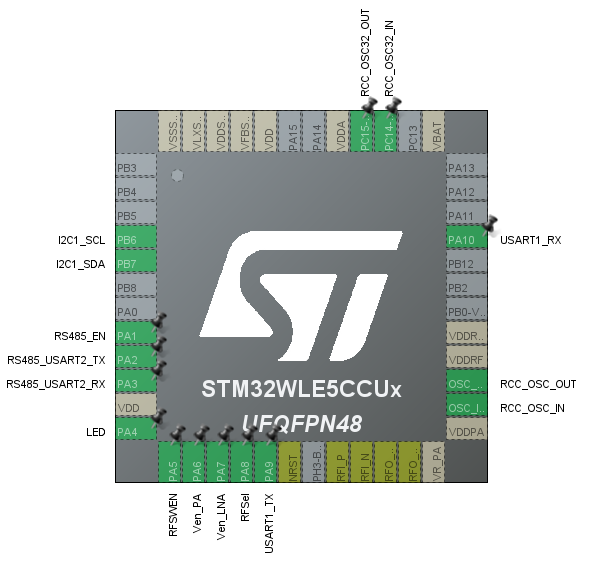 RCC_OSC32_OUT
RCC_OSC32_IN
VSSS..
VLXS..
VDDS..
VFBS..
VDD
PA15
PA14
VDDA
PC15-..
PC14-..
PC13
VBAT
PB3
PB4
PB5
I2C1_SCL PB6
I2C1_SDA PB7
PB8
PA0
RS485_EN PA1
RS485_USART2_TX PA2
RS485_USART2_RX PA3
VDD
LED PA4
PA13
PA12
PA11
PA10 USART1_RX
PB12
PB2
PB0-V..
VDDR..
VDDRF
OSC_.. RCC_OSC_OUT
OSC_I.. RCC_OSC_IN
VDDPA
ST
STM32WLE5CCUx
UFQFPN48
PA5
PA6
PA7
PA8
PA9
NRST
PH3-B..
RFI_P
RFI_N
RFO_..
RFO_..
VR_PA
RFSWEN
Ven_PA
Ven_LNA
RFSel
USART1_TX